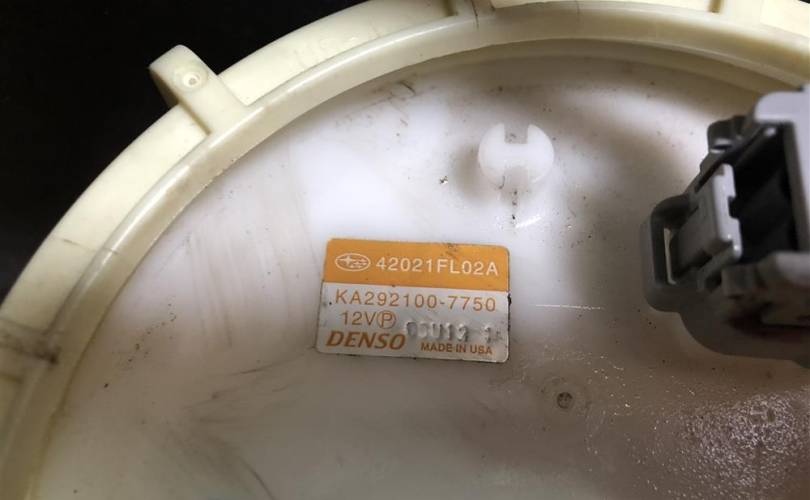 42021FL02A
KA292100-7750
12V Ⓟ
DENSO MADE IN USA